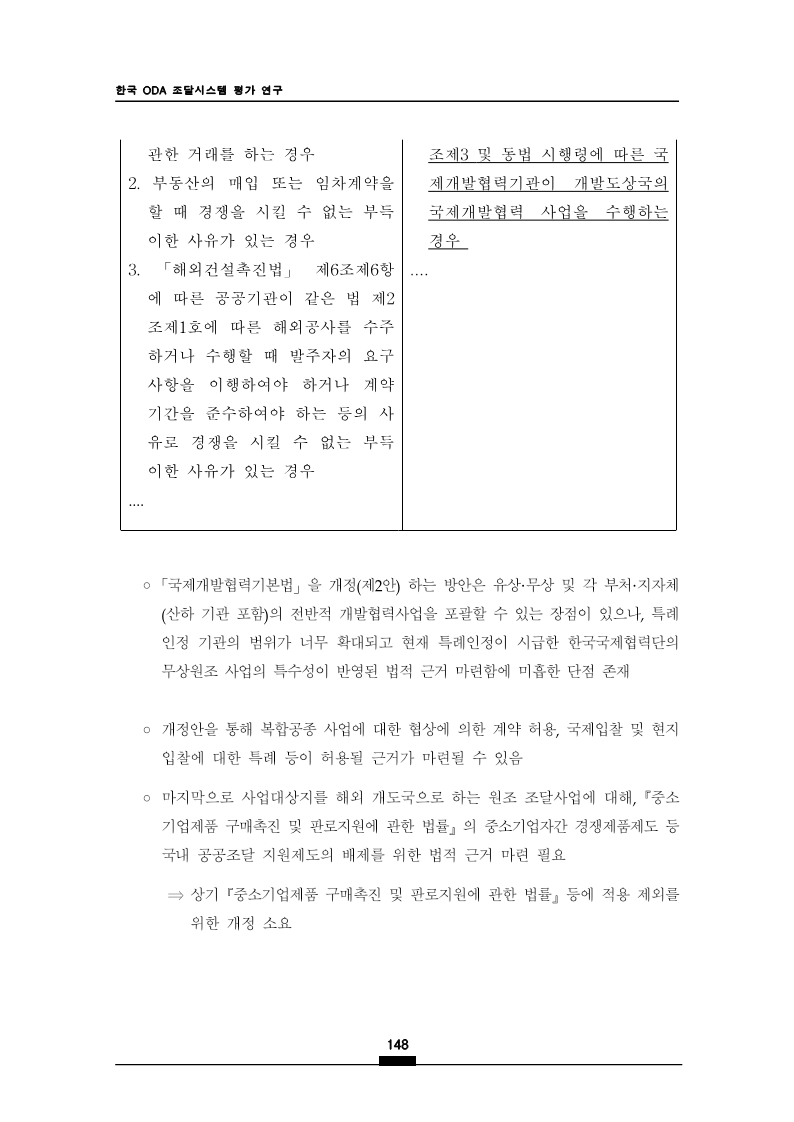 한국 ODA 조달시스템 평가 연구
관한 거래를 하는 경우
2. 부동산의 매입 또는 임차계약을
할 때 경쟁을 시킬 수 없는 부득
이한 사유가 있는 경우
3. 「해외건설촉진법」 제6조제6항
에 따른 공공기관이 같은 법 제2
조제1호에 따른 해외공사를 수주
하거나 수행할 때 발주자의 요구
사항을 이행하여야 하거나 계약
기간을 준수하여야 하는 등의 사
유로 경쟁을 시킬 수 없는 부득
이한 사유가 있는 경우
....
조제3 및 동법 시행령에 따른 국
제개발협력기관이 개발도상국의
국제개발협력 사업을 수행하는
경우
....
○ 「국제개발협력기본법」을 개정(제2안) 하는 방안은 유상·무상 및 각 부처·지자체
(산하 기관 포함)의 전반적 개발협력사업을 포괄할 수 있는 장점이 있으나, 특례
인정 기관의 범위가 너무 확대되고 현재 특례인정이 시급한 한국국제협력단의
무상원조 사업의 특수성이 반영된 법적 근거 마련함에 미흡한 단점 존재
○ 개정안을 통해 복합공종 사업에 대한 협상에 의한 계약 허용, 국제입찰 및 현지
입찰에 대한 특례 등이 허용될 근거가 마련될 수 있음
○ 마지막으로 사업대상지를 해외 개도국으로 하는 원조 조달사업에 대해,『중소
기업제품 구매촉진 및 판로지원에 관한 법률』의 중소기업자간 경쟁제품제도 등
국내 공공조달 지원제도의 배제를 위한 법적 근거 마련 필요
⇒ 상기『중소기업제품 구매촉진 및 판로지원에 관한 법률』등에 적용 제외를
위한 개정 소요
148